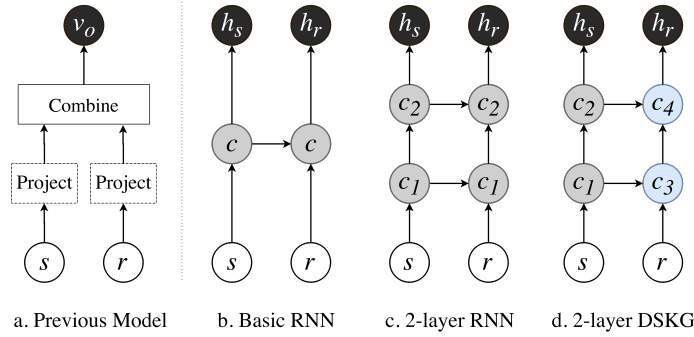 v_o
h_s h_r
h_s h_r
h_s h_r
Combine
c_2 c_2
c_2 c_4
c c
Project Project
c_1 c_1
c_1 c_3
s r
s r
s r
s r
a. Previous Model
b. Basic RNN
c. 2-layer RNN
d. 2-layer DSKG